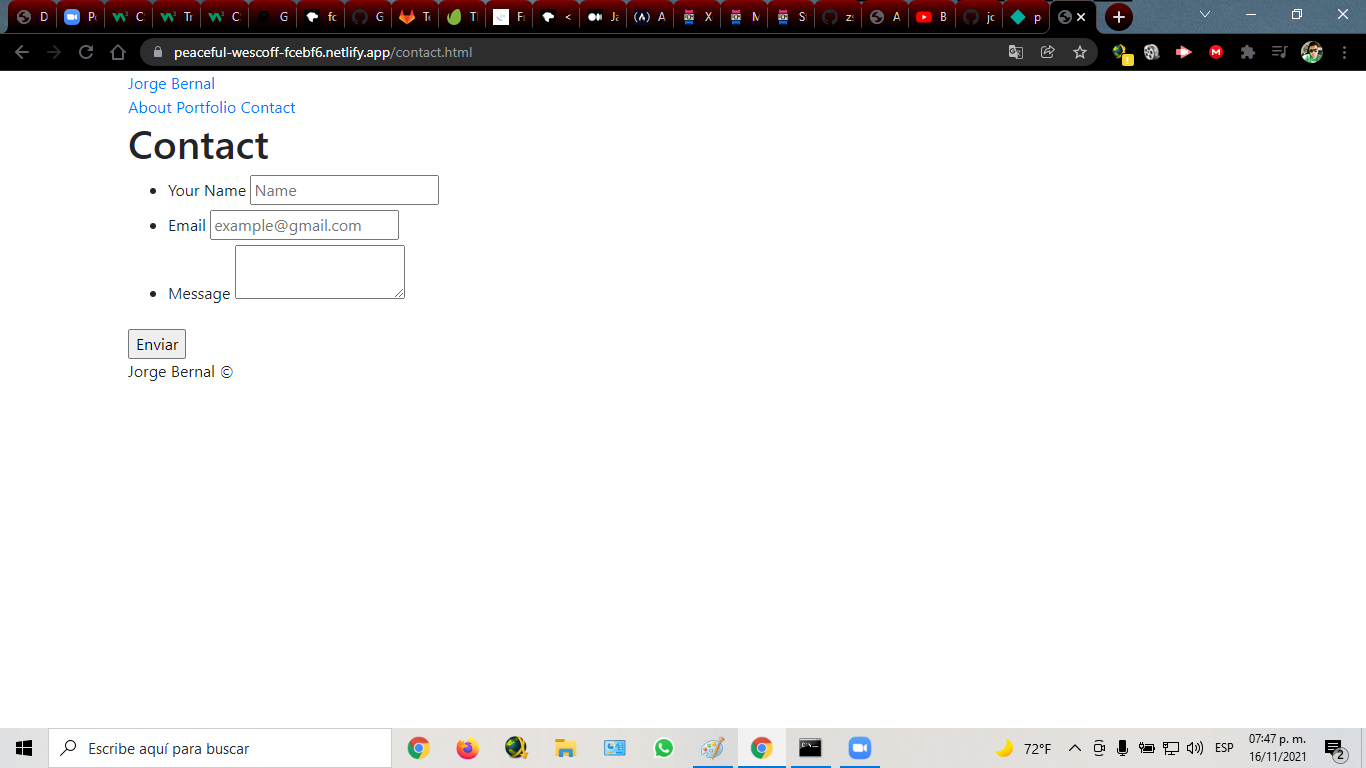 D
Po
C
Tr
C
G
fc
G
Te
Tl
Fi
<
Ja
A
X
M
S
zs
A
B
jc
p
peaceful-wescoff-fcebf6.netlify.app/contact.html
Jorge Bernal
About Portfolio Contact
Contact
Your Name Name
Email example@gmail.com
Message
Enviar
Jorge Bernal ©
Escribe aquí para buscar
72°F
ESP
07:47 p. m.
16/11/2021
2